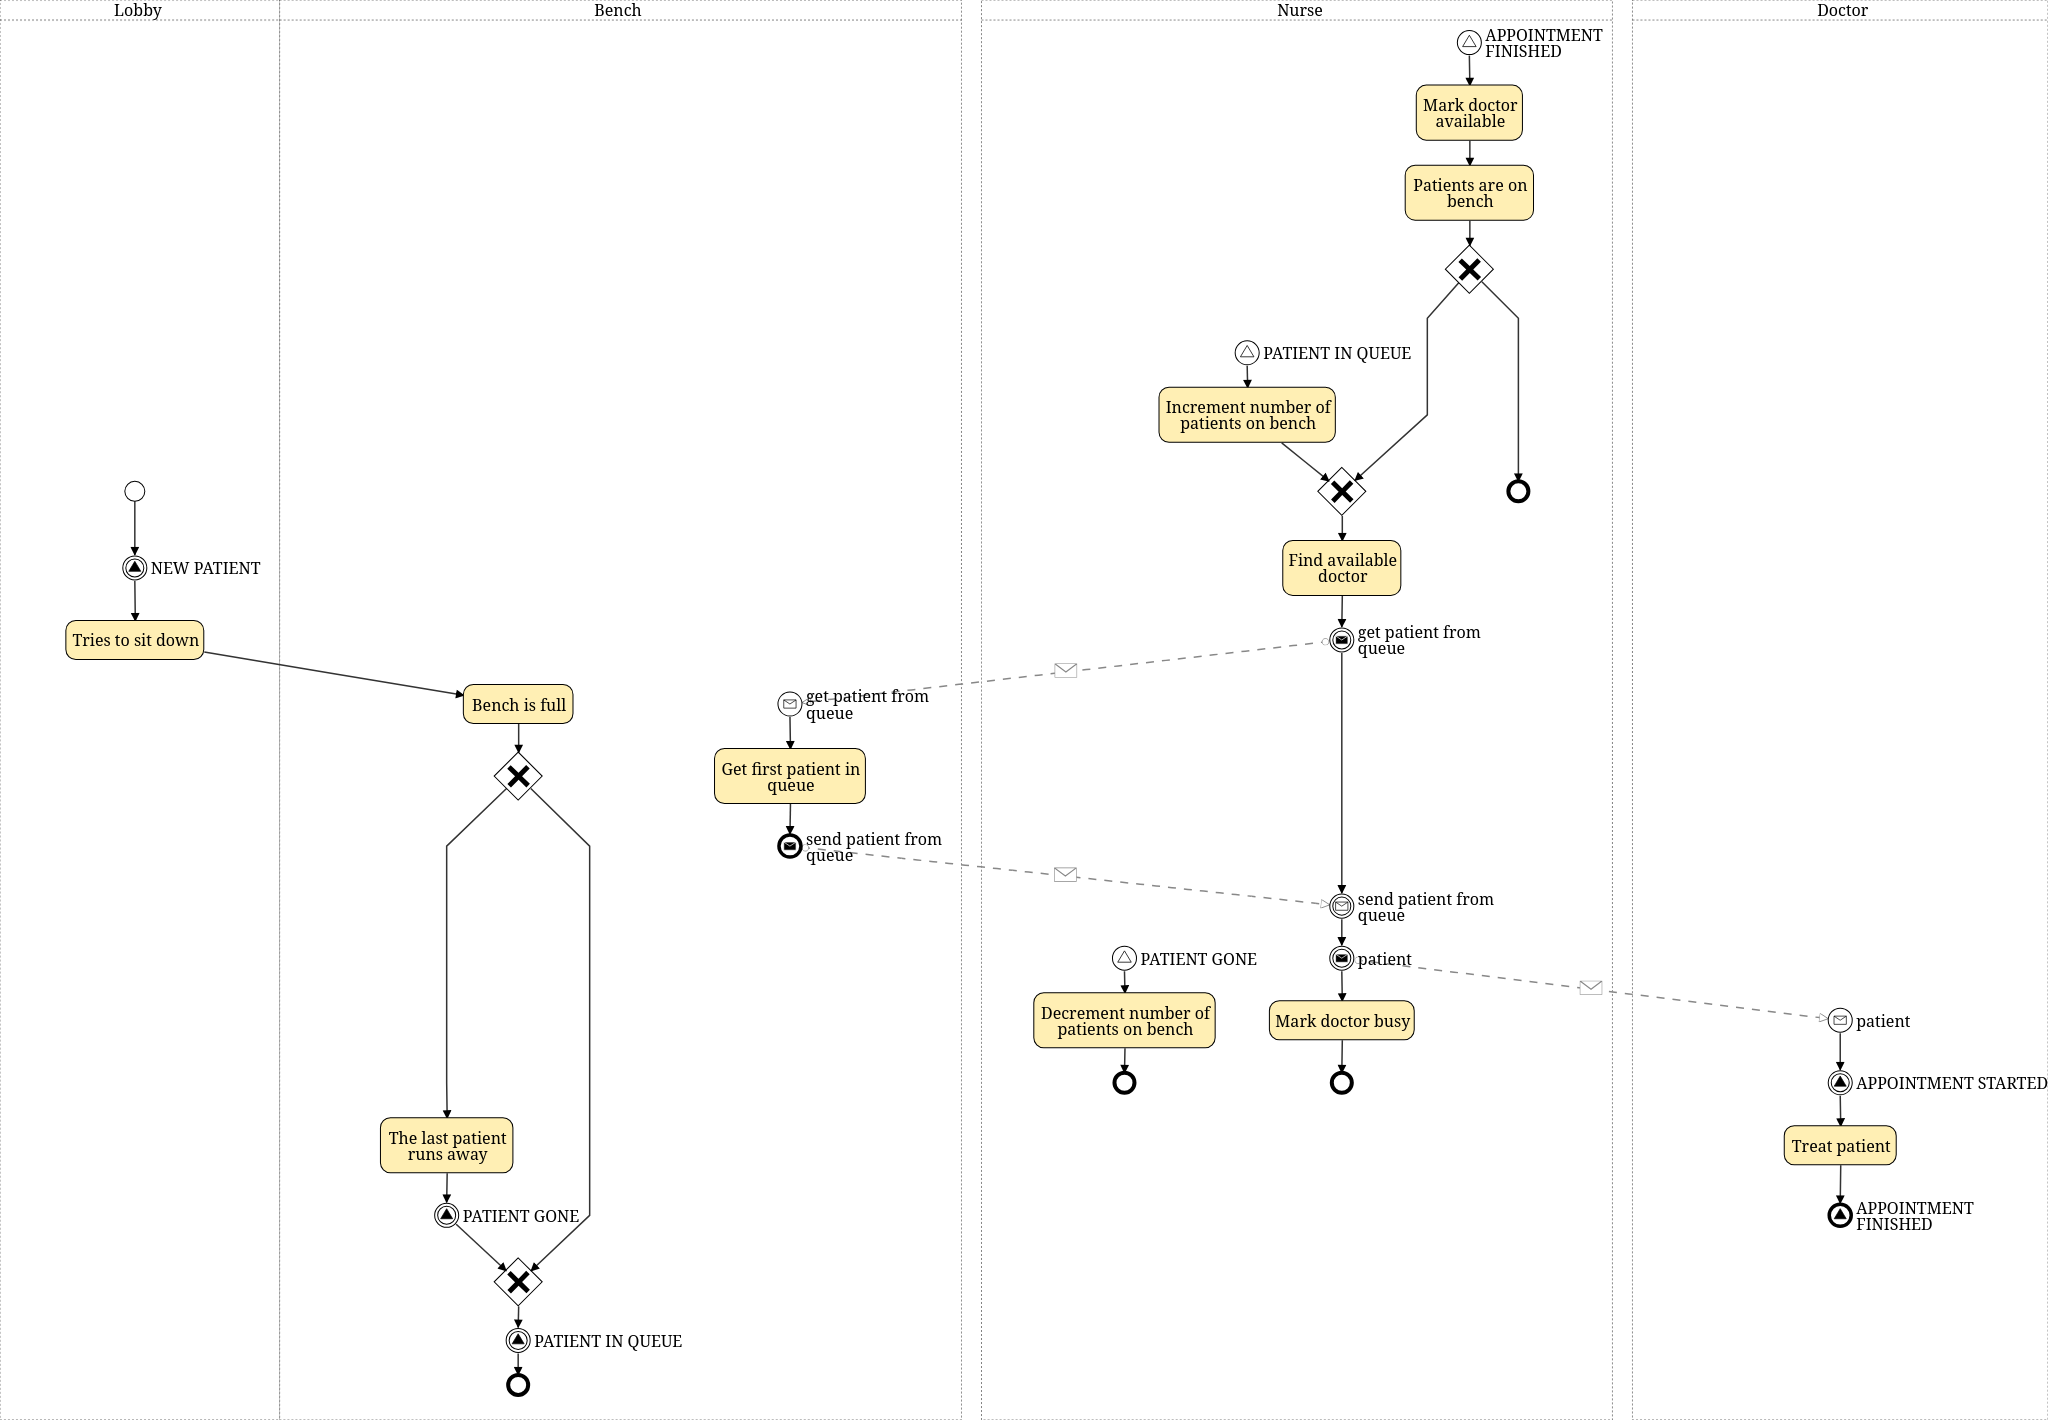 Lobby
Bench
Nurse
Doctor
APPOINTMENT
FINISHED
Mark doctor
available
Patients are on
bench
PATIENT IN QUEUE
Increment number of
patients on bench
NEW PATIENT
Find available
doctor
Tries to sit down
get patient from
queue
Bench is full
get patient from
queue
Get first patient in
queue
send patient from
queue
send patient from
queue
PATIENT GONE
patient
Decrement number of
patients on bench
Mark doctor busy
patient
APPOINTMENT STARTED
Treat patient
The last patient
runs away
PATIENT GONE
APPOINTMENT
FINISHED
PATIENT IN QUEUE